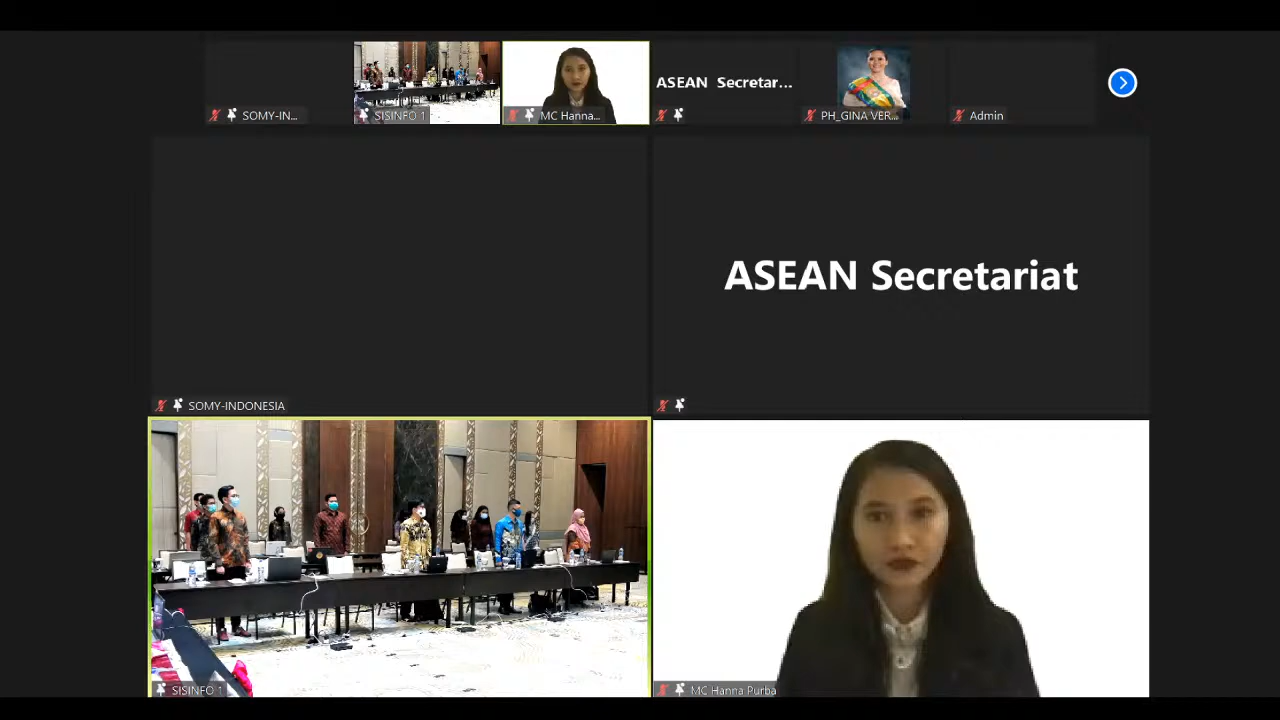 SOMY-IN...
SISINFO 1
MC Hanna...
ASEAN Secretar...
PH_GINA VER...
Admin
ASEAN Secretariat
SOMY-INDONESIA
SISINFO 1
MC Hanna Purba